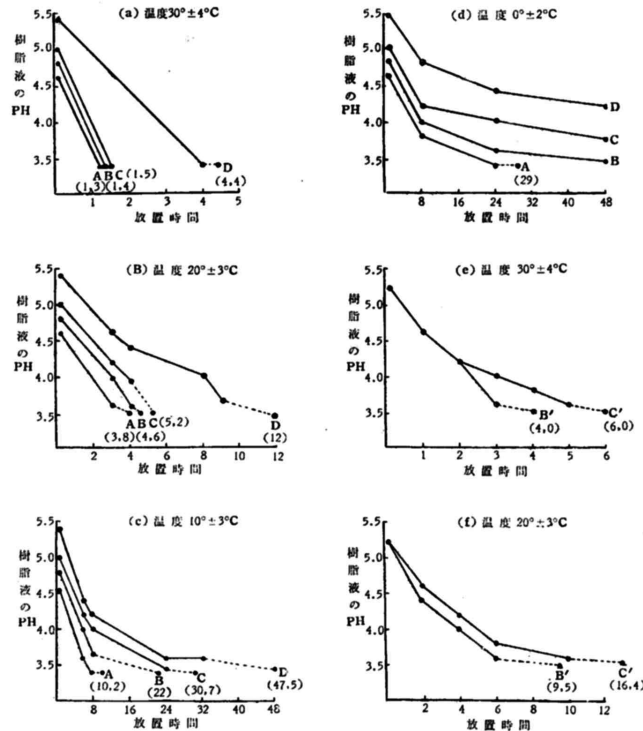 (a) 温度30°±4°C
樹脂液のPH
5.5
5.0
4.5
4.0
3.5
A B C (1.5)
(1.3)(1.4)
D
(4.4)
1 2 3 4 5
放置時間
(d) 温度 0°±2°C
樹脂液のPH
5.5
5.0
4.5
4.0
3.5
D
C
B
A
(29)
8 16 24 32 40 48
放置時間
(B) 温度 20°±3°C
樹脂液のPH
5.5
5.0
4.5
4.0
3.5
A B C(5.2)
(3.8)(4.6)
D
(12)
2 4 6 8 10 12
放置時間
(e) 温度 30°±4°C
樹脂液のPH
5.5
5.0
4.5
4.0
3.5
B′
(4.0)
C′
(6.0)
1 2 3 4 5 6
放置時間
(c) 温度 10°±3°C
樹脂液のPH
5.5
5.0
4.5
4.0
3.5
A B C D
(10.2) (22) (30.7) (47.5)
8 16 24 32 40 48
放置時間
(f) 温度 20°±3°C
樹脂液のPH
5.5
5.0
4.5
4.0
3.5
B′ C′
(9.5) (16.4)
2 4 6 8 10 12
放置時間